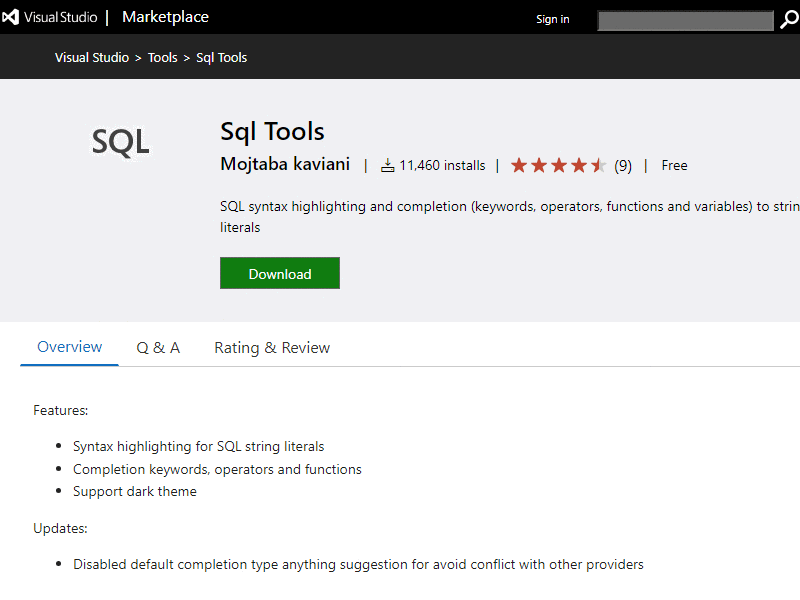 Visual Studio | Marketplace
Sign in
Visual Studio > Tools > Sql Tools
SQL
Sql Tools
Mojtaba kaviani | 11,460 installs | (9) | Free
SQL syntax highlighting and completion (keywords, operators, functions and variables) to strin
literals
Download
Overview Q & A Rating & Review
Features:
• Syntax highlighting for SQL string literals
• Completion keywords, operators and functions
• Support dark theme
Updates:
• Disabled default completion type anything suggestion for avoid conflict with other providers